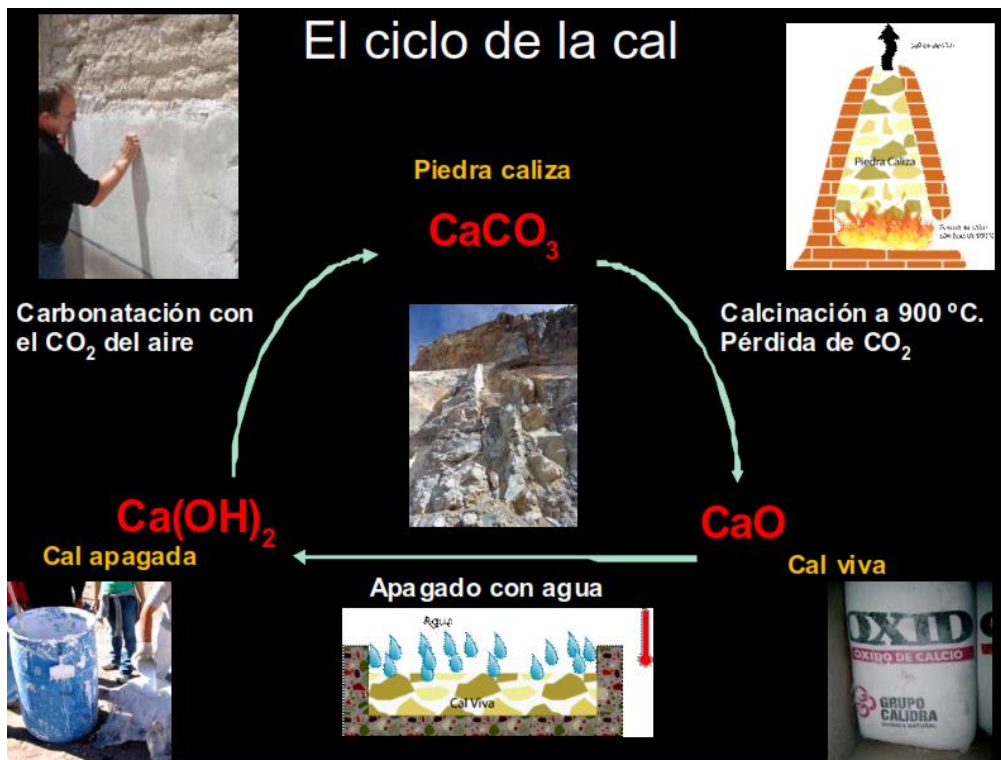 El ciclo de la cal
Piedra caliza
CaCO₃
Piedra Caliza
Carbonatación con
el CO₂ del aire
Calcinación a 900 ºC.
Pérdida de CO₂
Ca(OH)₂
Cal apagada
CaO
Cal viva
Apagado con agua
Agua
Cal Viva
OXID
OXIDO DE CALCIO
GRUPO
CALIDRA